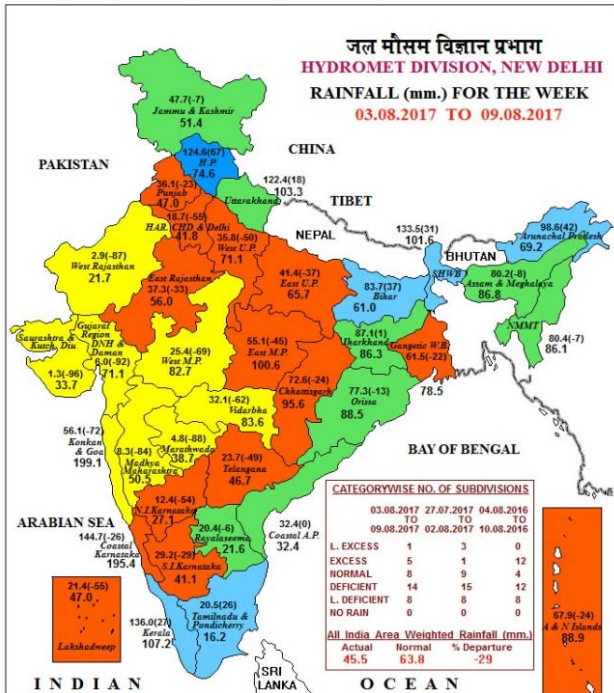 जल मौसम विज्ञान प्रभाग
HYDROMET DIVISION, NEW DELHI
RAINFALL (mm.) FOR THE WEEK
03.08.2017 TO 09.08.2017
47.7(-7)
Jammu & Kashmir
51.4
CHINA
PAKISTAN
124.6(67)
H.P.
74.6
122.4(18)
103.3
Uttarakhand
TIBET
36.1(-23)
Punjab
47.0
18.7(-55)
HAR. CHD & Delhi
41.8
NEPAL
133.5(31)
101.6
98.6(42)
Arunachal Pradesh
69.2
BHUTAN
2.9(-87)
West Rajasthan
21.7
35.8(-50)
West U.P.
71.1
East Rajasthan
37.3(-33)
56.0
41.4(-37)
East U.P.
65.7
83.7(37)
Bihar
61.0
SHWB
80.2(-8)
Assam & Meghalaya
86.8
NMMT
80.4(-7)
86.1
Saurashtra &
Kutch, Diu
1.3(-96)
33.7
Gujarat
Region
DNH &
Daman
6.0(-92)
71.1
25.4(-69)
West M.P.
82.7
55.1(-45)
East M.P.
100.6
87.1(1)
Jharkhand
86.3
Gangetic W.B.
61.5(-22)
78.5
72.6(-24)
Chhattisgarh
95.6
77.3(-13)
Orissa
88.5
32.1(-62)
Vidarbha
83.6
56.1(-72)
Konkan
& Goa
199.1
8.3(-84)
Madhya
Maharashtra
50.5
4.8(-88)
Marathwada
38.7
23.7(-49)
Telangana
46.7
BAY OF BENGAL
ARABIAN SEA
144.7(-26)
Coastal
Karnataka
195.4
12.4(-54)
N.I.Karnataka
27.1
20.4(-6)
Rayalaseema
21.6
32.4(0)
Coastal A.P.
32.4
29.2(-29)
S.I.Karnataka
41.1
21.4(-55)
47.0
Lakshadweep
136.0(27)
Kerala
107.2
20.5(26)
Tamilnadu &
Pondicherry
16.2
67.9(-24)
A & N Islands
88.9
CATEGORYWISE NO. OF SUBDIVISIONS
03.08.2017 27.07.2017 04.08.2016
TO TO TO
09.08.2017 02.08.2017 10.08.2016
L. EXCESS 1 3 0
EXCESS 5 1 12
NORMAL 8 9 4
DEFICIENT 14 15 12
L. DEFICIENT 8 8 8
NO RAIN 0 0 0
All India Area Weighted Rainfall (mm.)
Actual Normal % Departure
45.5 63.8 -29
SRI
LANKA
INDIAN OCEAN